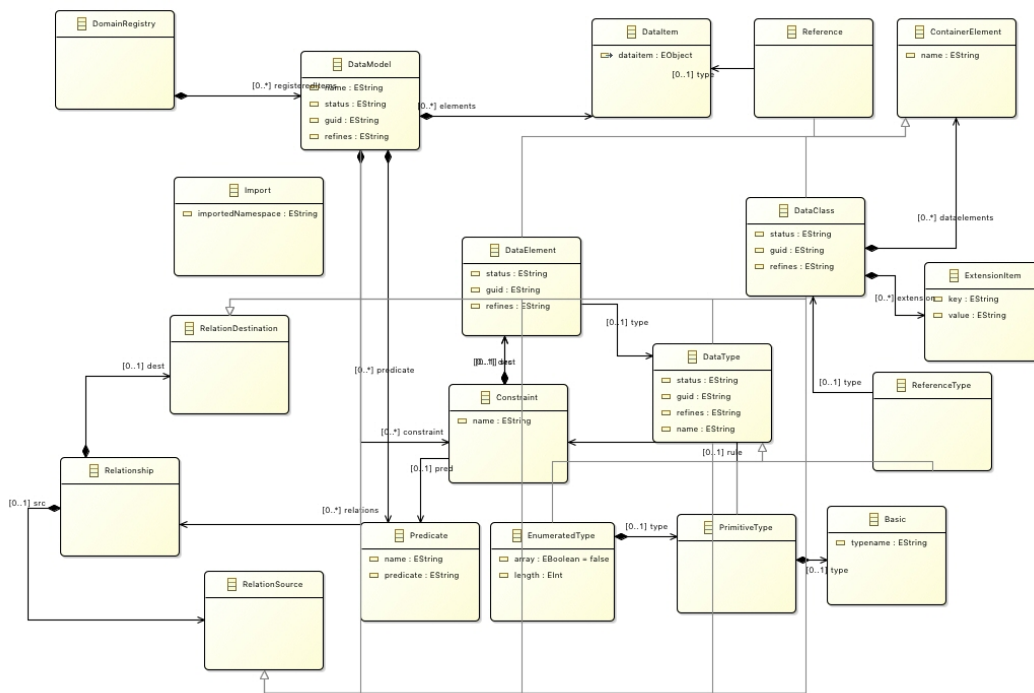 DomainRegistry
[0..*] registereditems
DataModel
name : EString
status : EString
guid : EString
refines : EString
[0..*] elements
DataItem
dataitem : EObject
[0..1] type
Reference
ContainerElement
name : EString
Import
importedNamespace : EString
DataElement
status : EString
guid : EString
refines : EString
[0..1] type
DataClass
status : EString
guid : EString
refines : EString
[0..*] dataelements
[0..*] extension
ExtensionItem
key : EString
value : EString
RelationDestination
[0..1] dest
[0..*] predicate
DataType
status : EString
guid : EString
refines : EString
name : EString
[0..1] type
ReferenceType
Constraint
name : EString
[0..*] constraint
[0..1] rule
[0..1] pred
Relationship
[0..1] src
[0..*] relations
Predicate
name : EString
predicate : EString
EnumeratedType
array : EBoolean = false
length : EInt
[0..1] type
PrimitiveType
[0..1] type
Basic
typename : EString
RelationSource